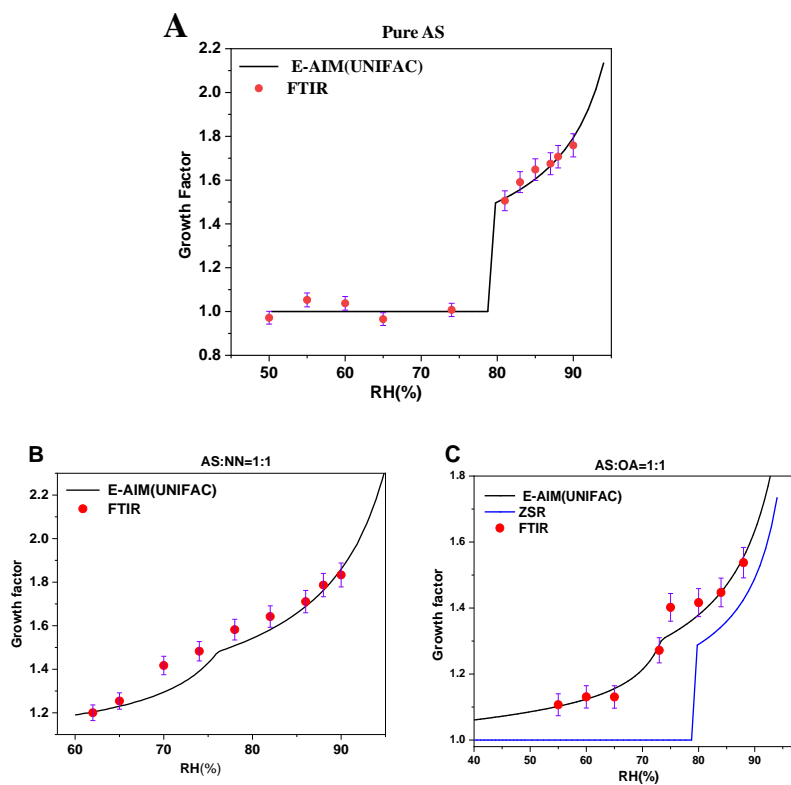 A
Pure AS
2.2
2.0
1.8
1.6
1.4
1.2
1.0
0.8
Growth Factor
E-AIM(UNIFAC)
FTIR
50 60 70 80 90
RH(%)
B
AS:NN=1:1
2.2
2.0
1.8
1.6
1.4
1.2
Growth factor
E-AIM(UNIFAC)
FTIR
60 70 80 90
RH(%)
C
AS:OA=1:1
1.8
1.6
1.4
1.2
1.0
Growth factor
E-AIM(UNIFAC)
ZSR
FTIR
40 50 60 70 80 90
RH(%)